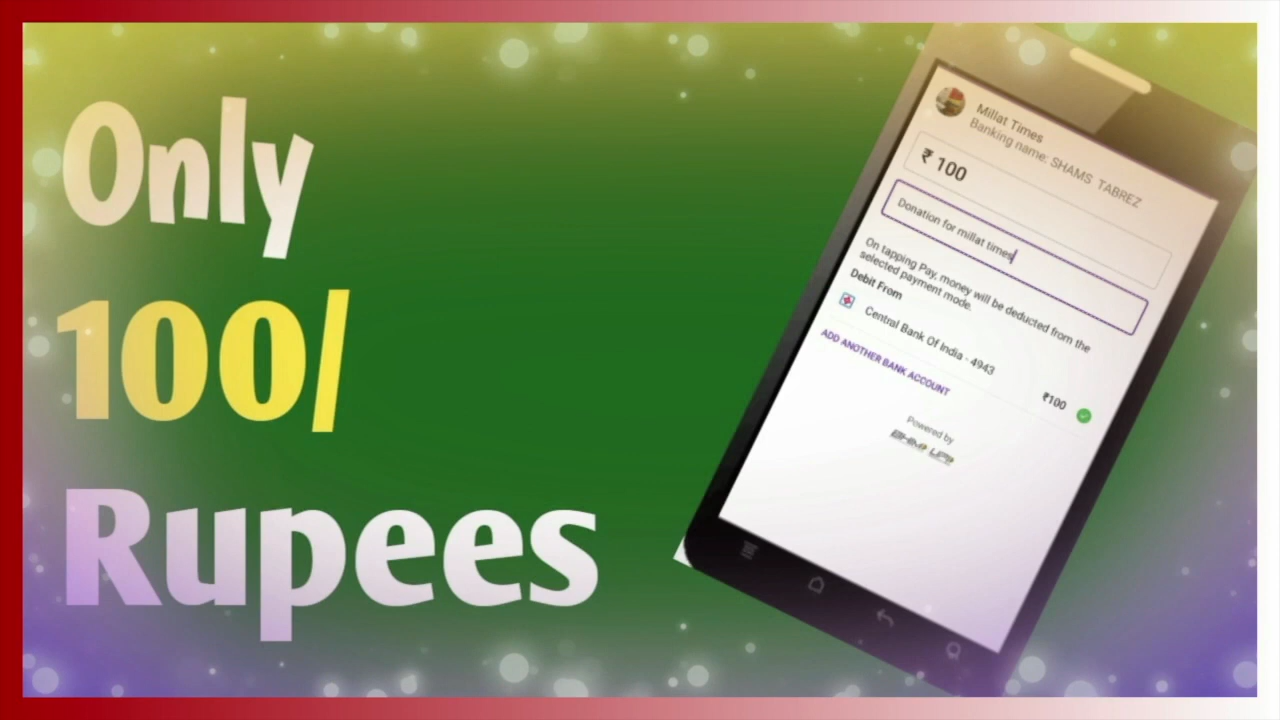 Only
100/
Rupees
Millat Times
Banking name: SHAMS TABREZ
₹ 100
Donation for millat times
On tapping Pay, money will be deducted from the
selected payment mode.
Debit From
Central Bank Of India - 4943
₹100
ADD ANOTHER BANK ACCOUNT
Powered by
BHIM UPI